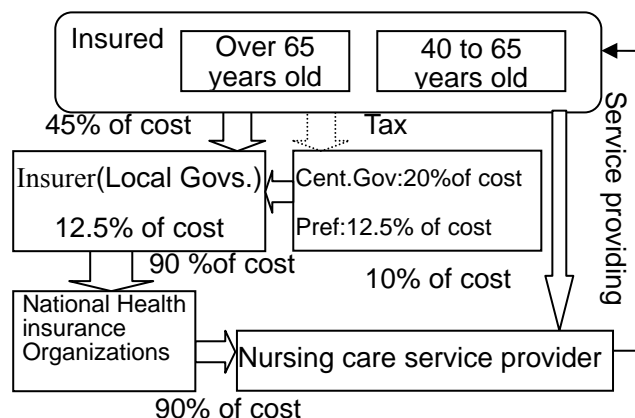 Insured
Over 65
years old
40 to 65
years old
45% of cost
Tax
Service providing
Insurer(Local Govs.)
12.5% of cost
Cent.Gov:20%of cost
Pref:12.5% of cost
90 %of cost
10% of cost
National Health
insurance
Organizations
Nursing care service provider
90% of cost